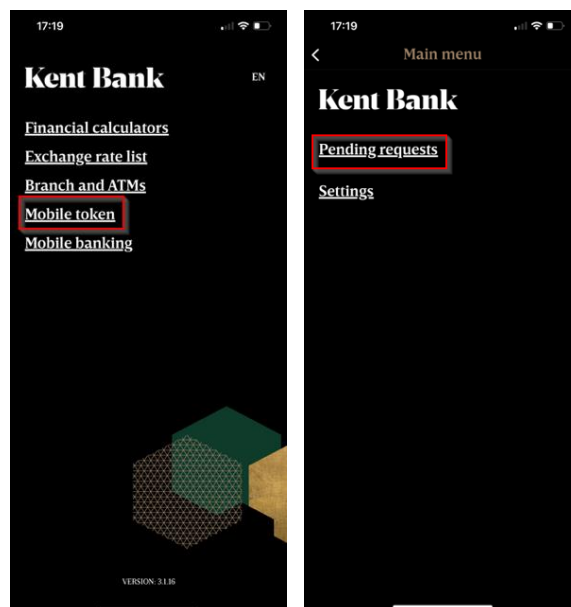 17:19
Kent Bank
EN
Financial calculators
Exchange rate list
Branch and ATMs
Mobile token
Mobile banking
VERSION: 3.1.16
17:19
Main menu
Kent Bank
Pending requests
Settings